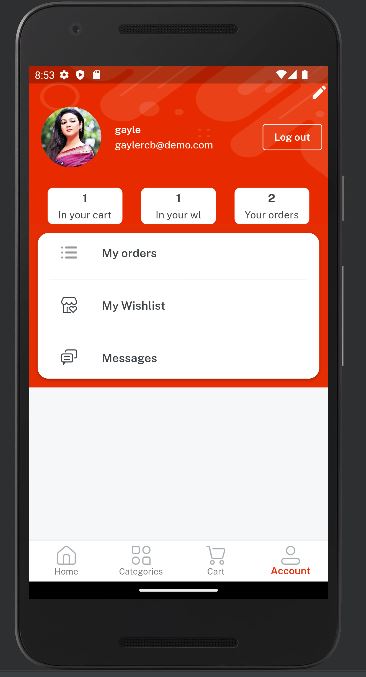 8:53
gayle
gaylercb@demo.com
Log out
1
In your cart
1
In your wl
2
Your orders
My orders
My Wishlist
Messages
Home
Categories
Cart
Account